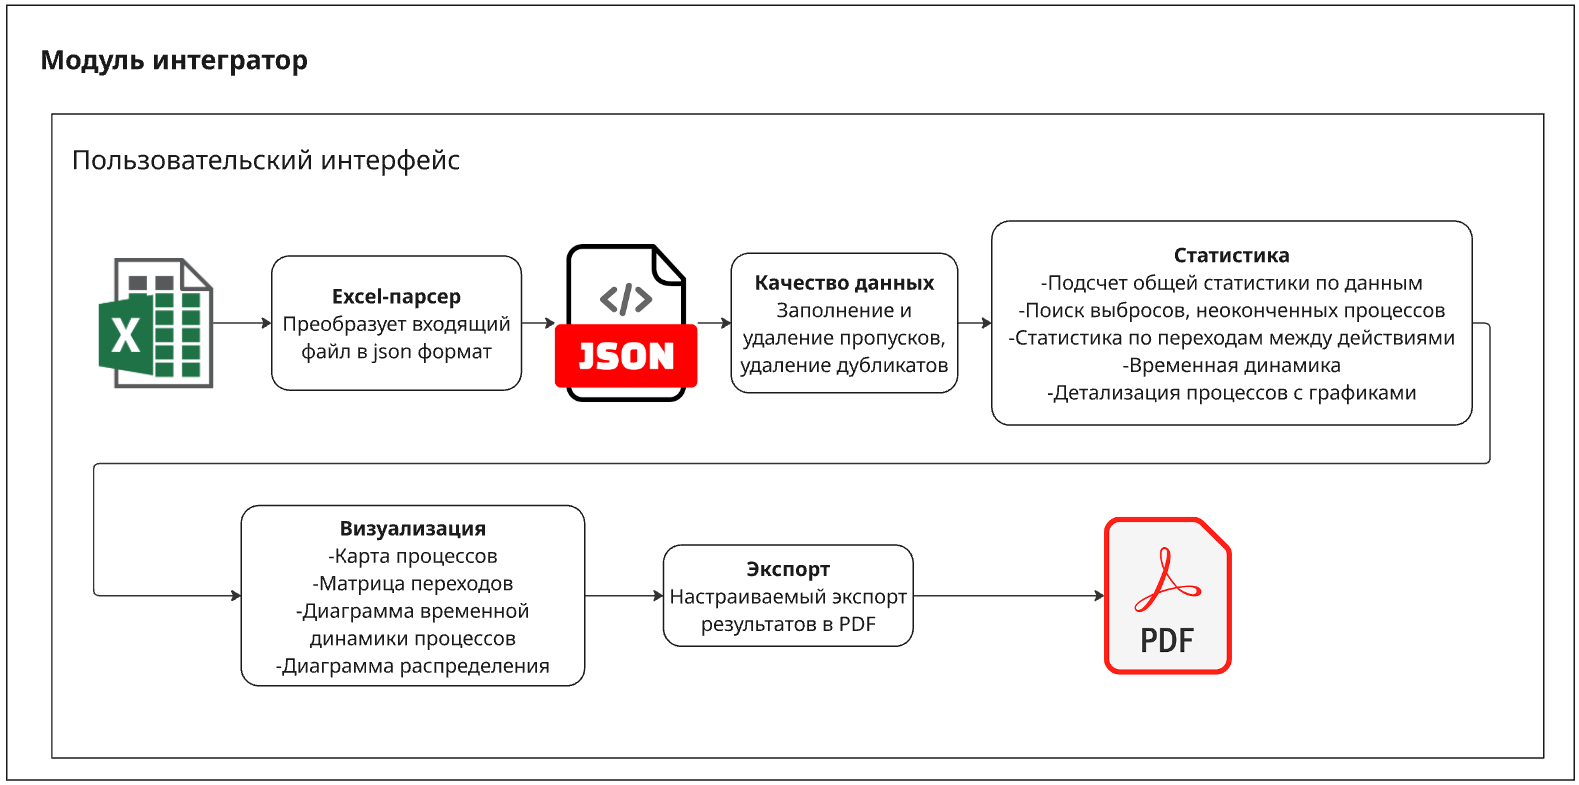 Модуль интегратор
Пользовательский интерфейс
X
Excel-парсер
Преобразует входящий
файл в json формат
</>
JSON
Качество данных
Заполнение и
удаление пропусков,
удаление дубликатов
Статистика
-Подсчет общей статистики по данным
-Поиск выбросов, неоконченных процессов
-Статистика по переходам между действиями
-Временная динамика
-Детализация процессов с графиками
Визуализация
-Карта процессов
-Матрица переходов
-Диаграмма временной
динамики процессов
-Диаграмма распределения
Экспорт
Настраиваемый экспорт
результатов в PDF
PDF